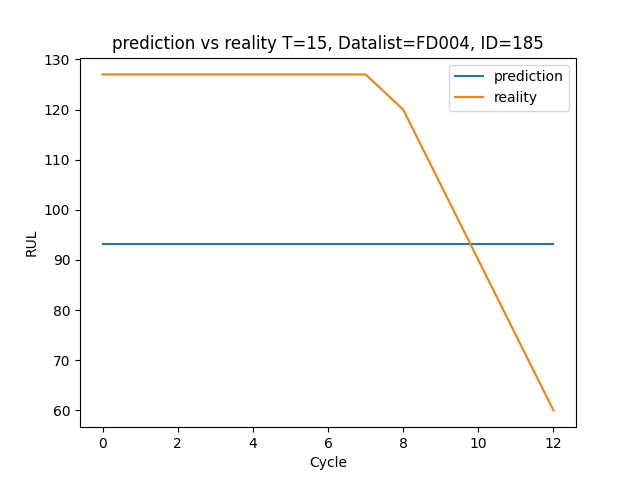 prediction vs reality T=15, Datalist=FD004, ID=185
prediction
reality
130
120
110
100
90
80
70
60
RUL
0 2 4 6 8 10 12
Cycle